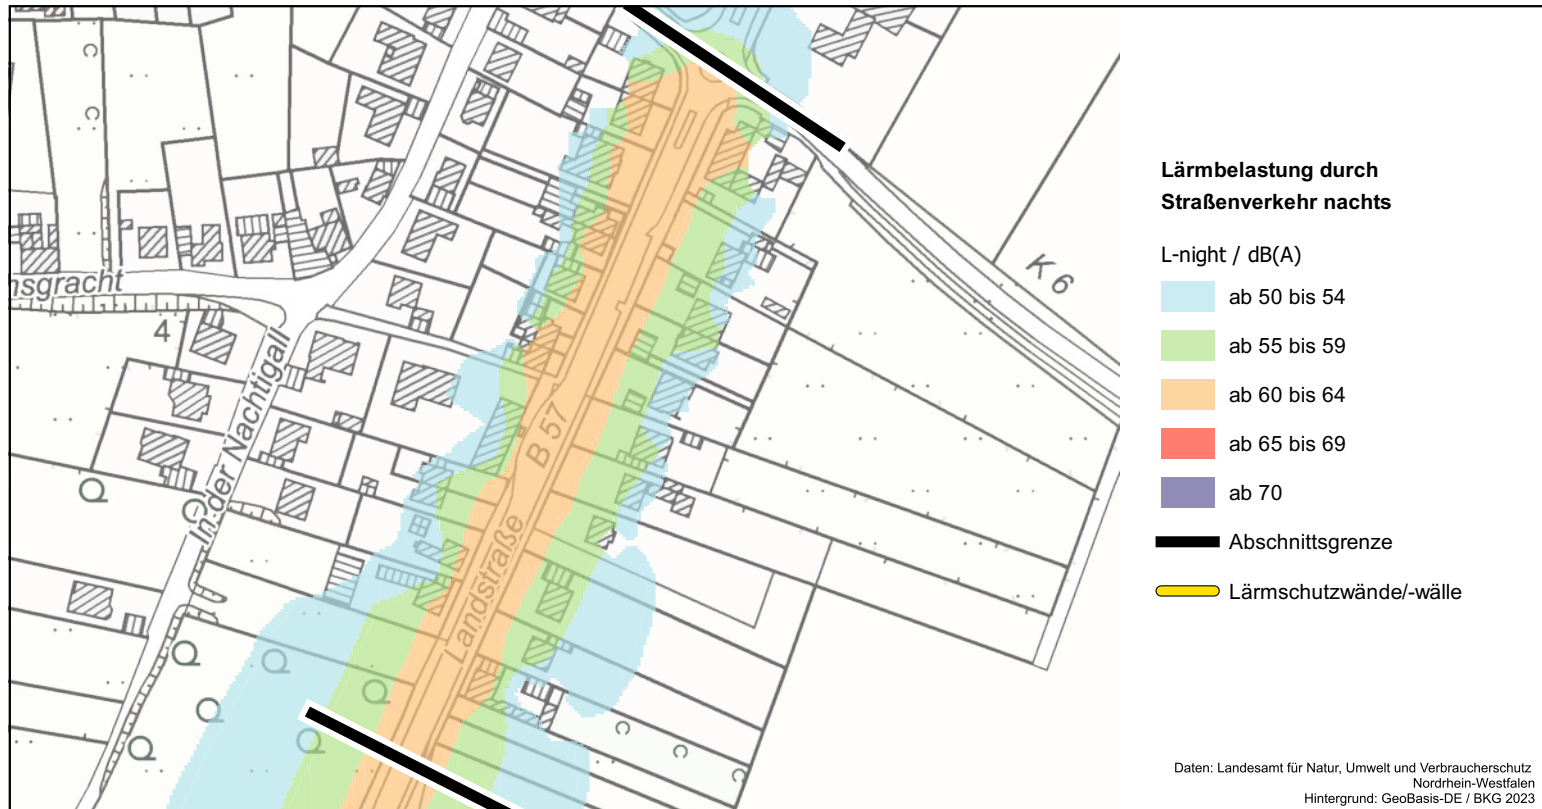 K 6
nsgracht
4
In der Nachtigall
B 57
Landstraße
Lärmbelastung durch
Straßenverkehr nachts
L-night / dB(A)
ab 50 bis 54
ab 55 bis 59
ab 60 bis 64
ab 65 bis 69
ab 70
Abschnittsgrenze
Lärmschutzwände/-wälle
Daten: Landesamt für Natur, Umwelt und Verbraucherschutz
Nordrhein-Westfalen
Hintergrund: GeoBasis-DE / BKG 2023